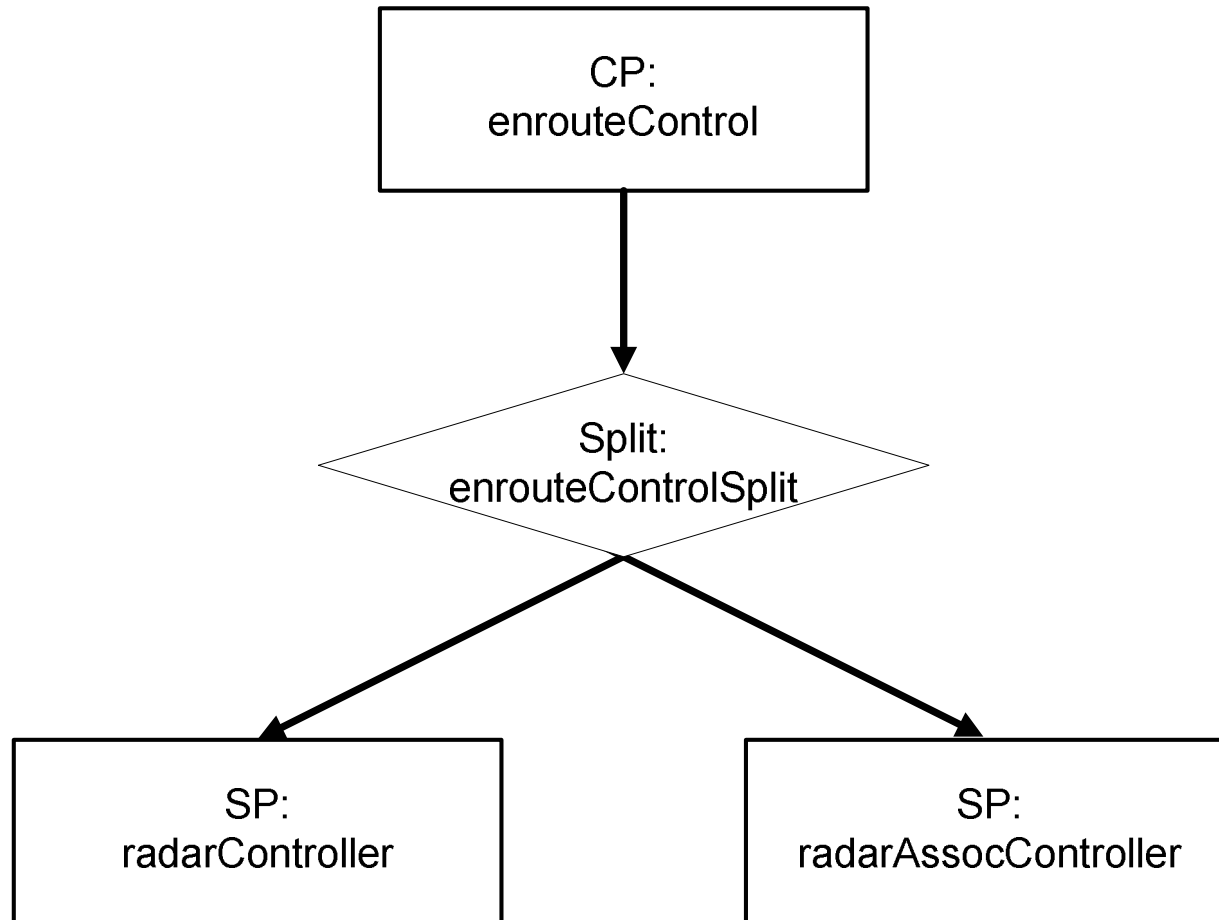 CP:
enrouteControl
Split:
enrouteControlSplit
SP:
radarController
SP:
radarAssocController